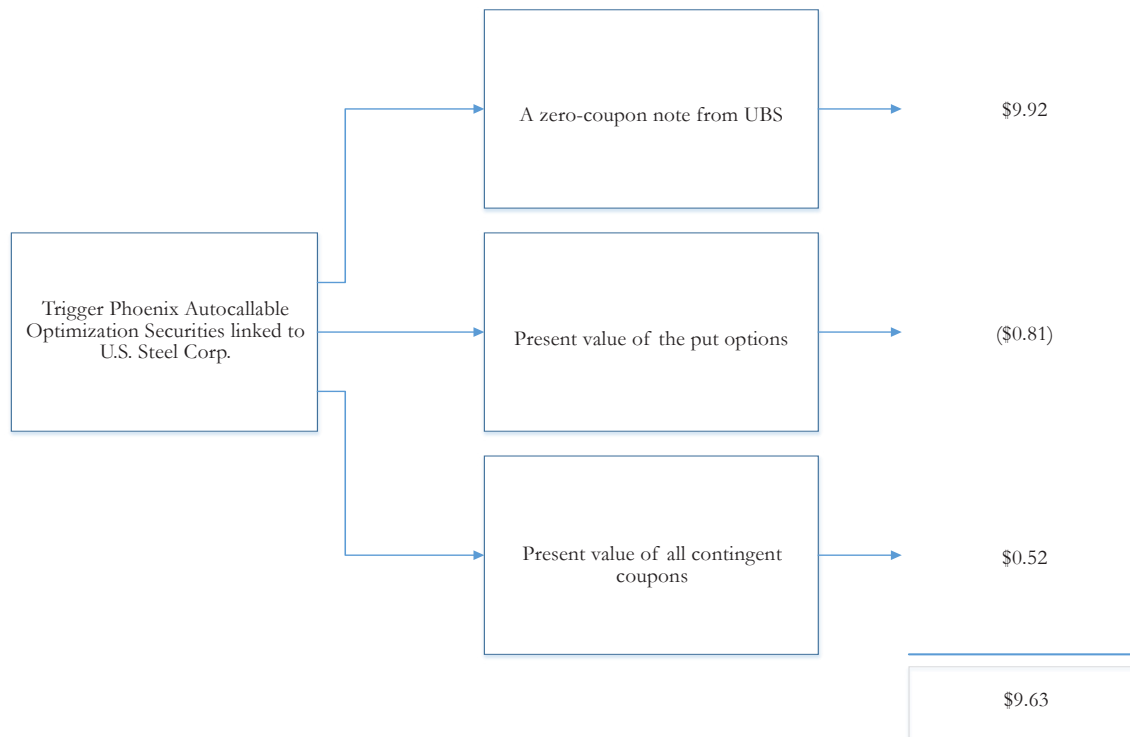 A zero-coupon note from UBS
$9.92
Trigger Phoenix Autocallable
Optimization Securities linked to
U.S. Steel Corp.
Present value of the put options
($0.81)
Present value of all contingent
coupons
$0.52
$9.63